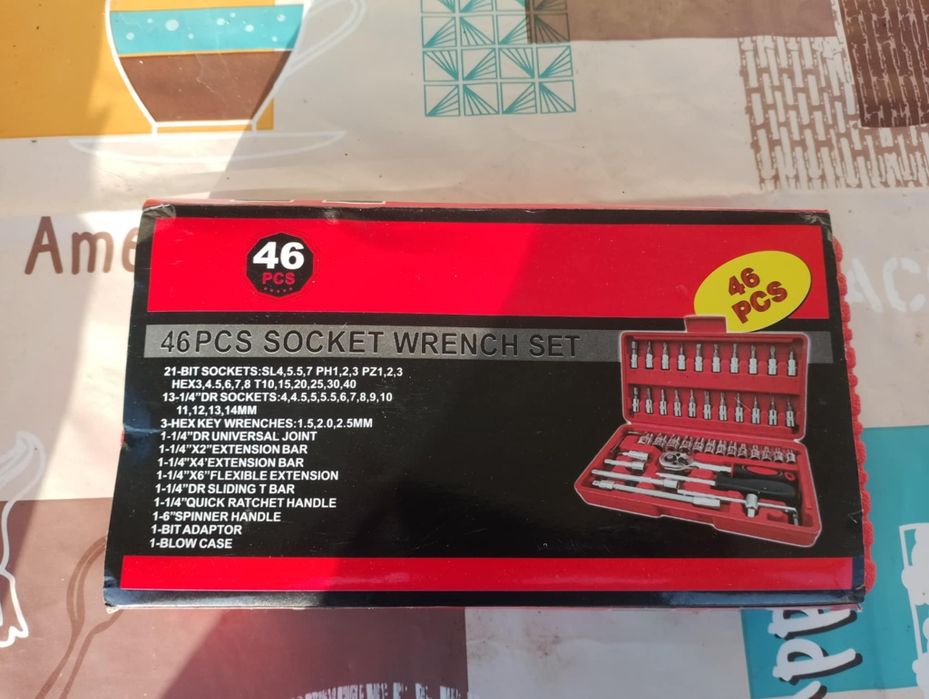 Ame
46
PCS
46
PCS
AC
46PCS SOCKET WRENCH SET
21-BIT SOCKETS:SL4,5.5,7 PH1,2,3 PZ1,2,3
HEX3,4.5,6,7,8 T10,15,20,25,30,40
13-1/4"DR SOCKETS:4,4.5,5,5.5,6,7,8,9,10
11,12,13,14MM
3-HEX KEY WRENCHES:1.5,2.0,2.5MM
1-1/4"DR UNIVERSAL JOINT
1-1/4"X2"EXTENSION BAR
1-1/4"X4'EXTENSION BAR
1-1/4"X6"FLEXIBLE EXTENSION
1-1/4"DR SLIDING T BAR
1-1/4"QUICK RATCHET HANDLE
1-6"SPINNER HANDLE
1-BIT ADAPTOR
1-BLOW CASE